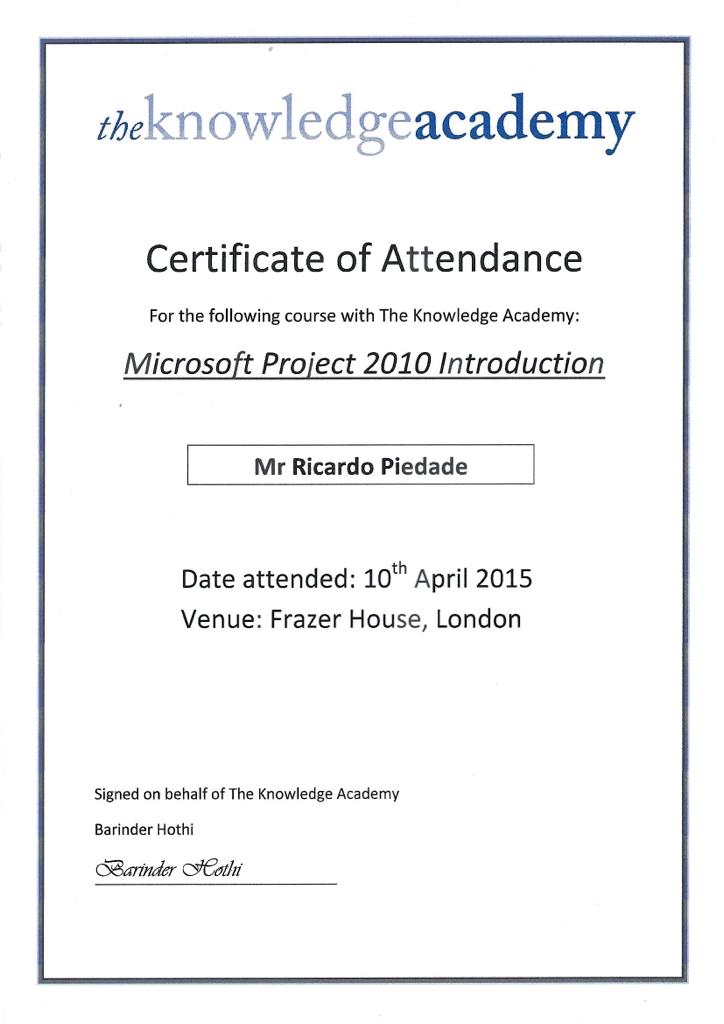 theknowledgeacademy
Certificate of Attendance
For the following course with The Knowledge Academy:
Microsoft Project 2010 Introduction
Mr Ricardo Piedade
Date attended: 10th April 2015
Venue: Frazer House, London
Signed on behalf of The Knowledge Academy
Barinder Hothi
Barinder Hothi